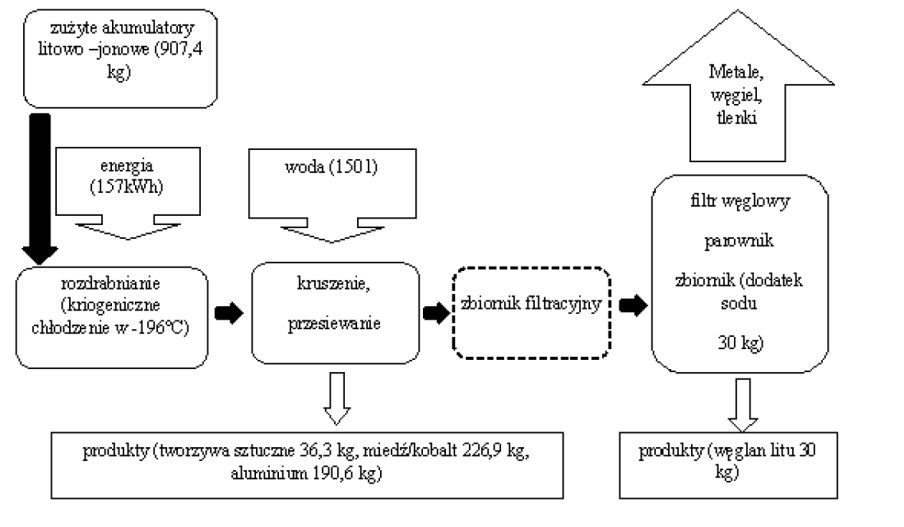 zużyte akumulatory
litowo –jonowe (907,4
kg)
Metale,
węgiel,
tlenki
energia
(157kWh)
woda (150l)
filtr węglowy
parownik
zbiornik (dodatek
sodu
30 kg)
rozdrabnianie
(kriogeniczne
chłodzenie w -196°C)
kruszenie,
przesiewanie
zbiornik filtracyjny
produkty (tworzywa sztuczne 36,3 kg, miedź/kobalt 226,9 kg,
aluminium 190,6 kg)
produkty (węglan litu 30
kg)